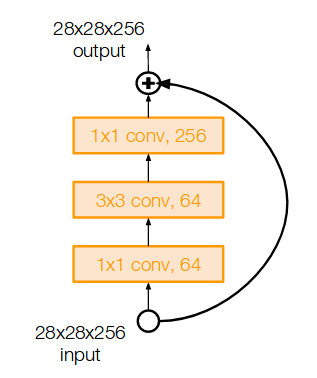 28x28x256
output
1x1 conv, 256
3x3 conv, 64
1x1 conv, 64
28x28x256
input